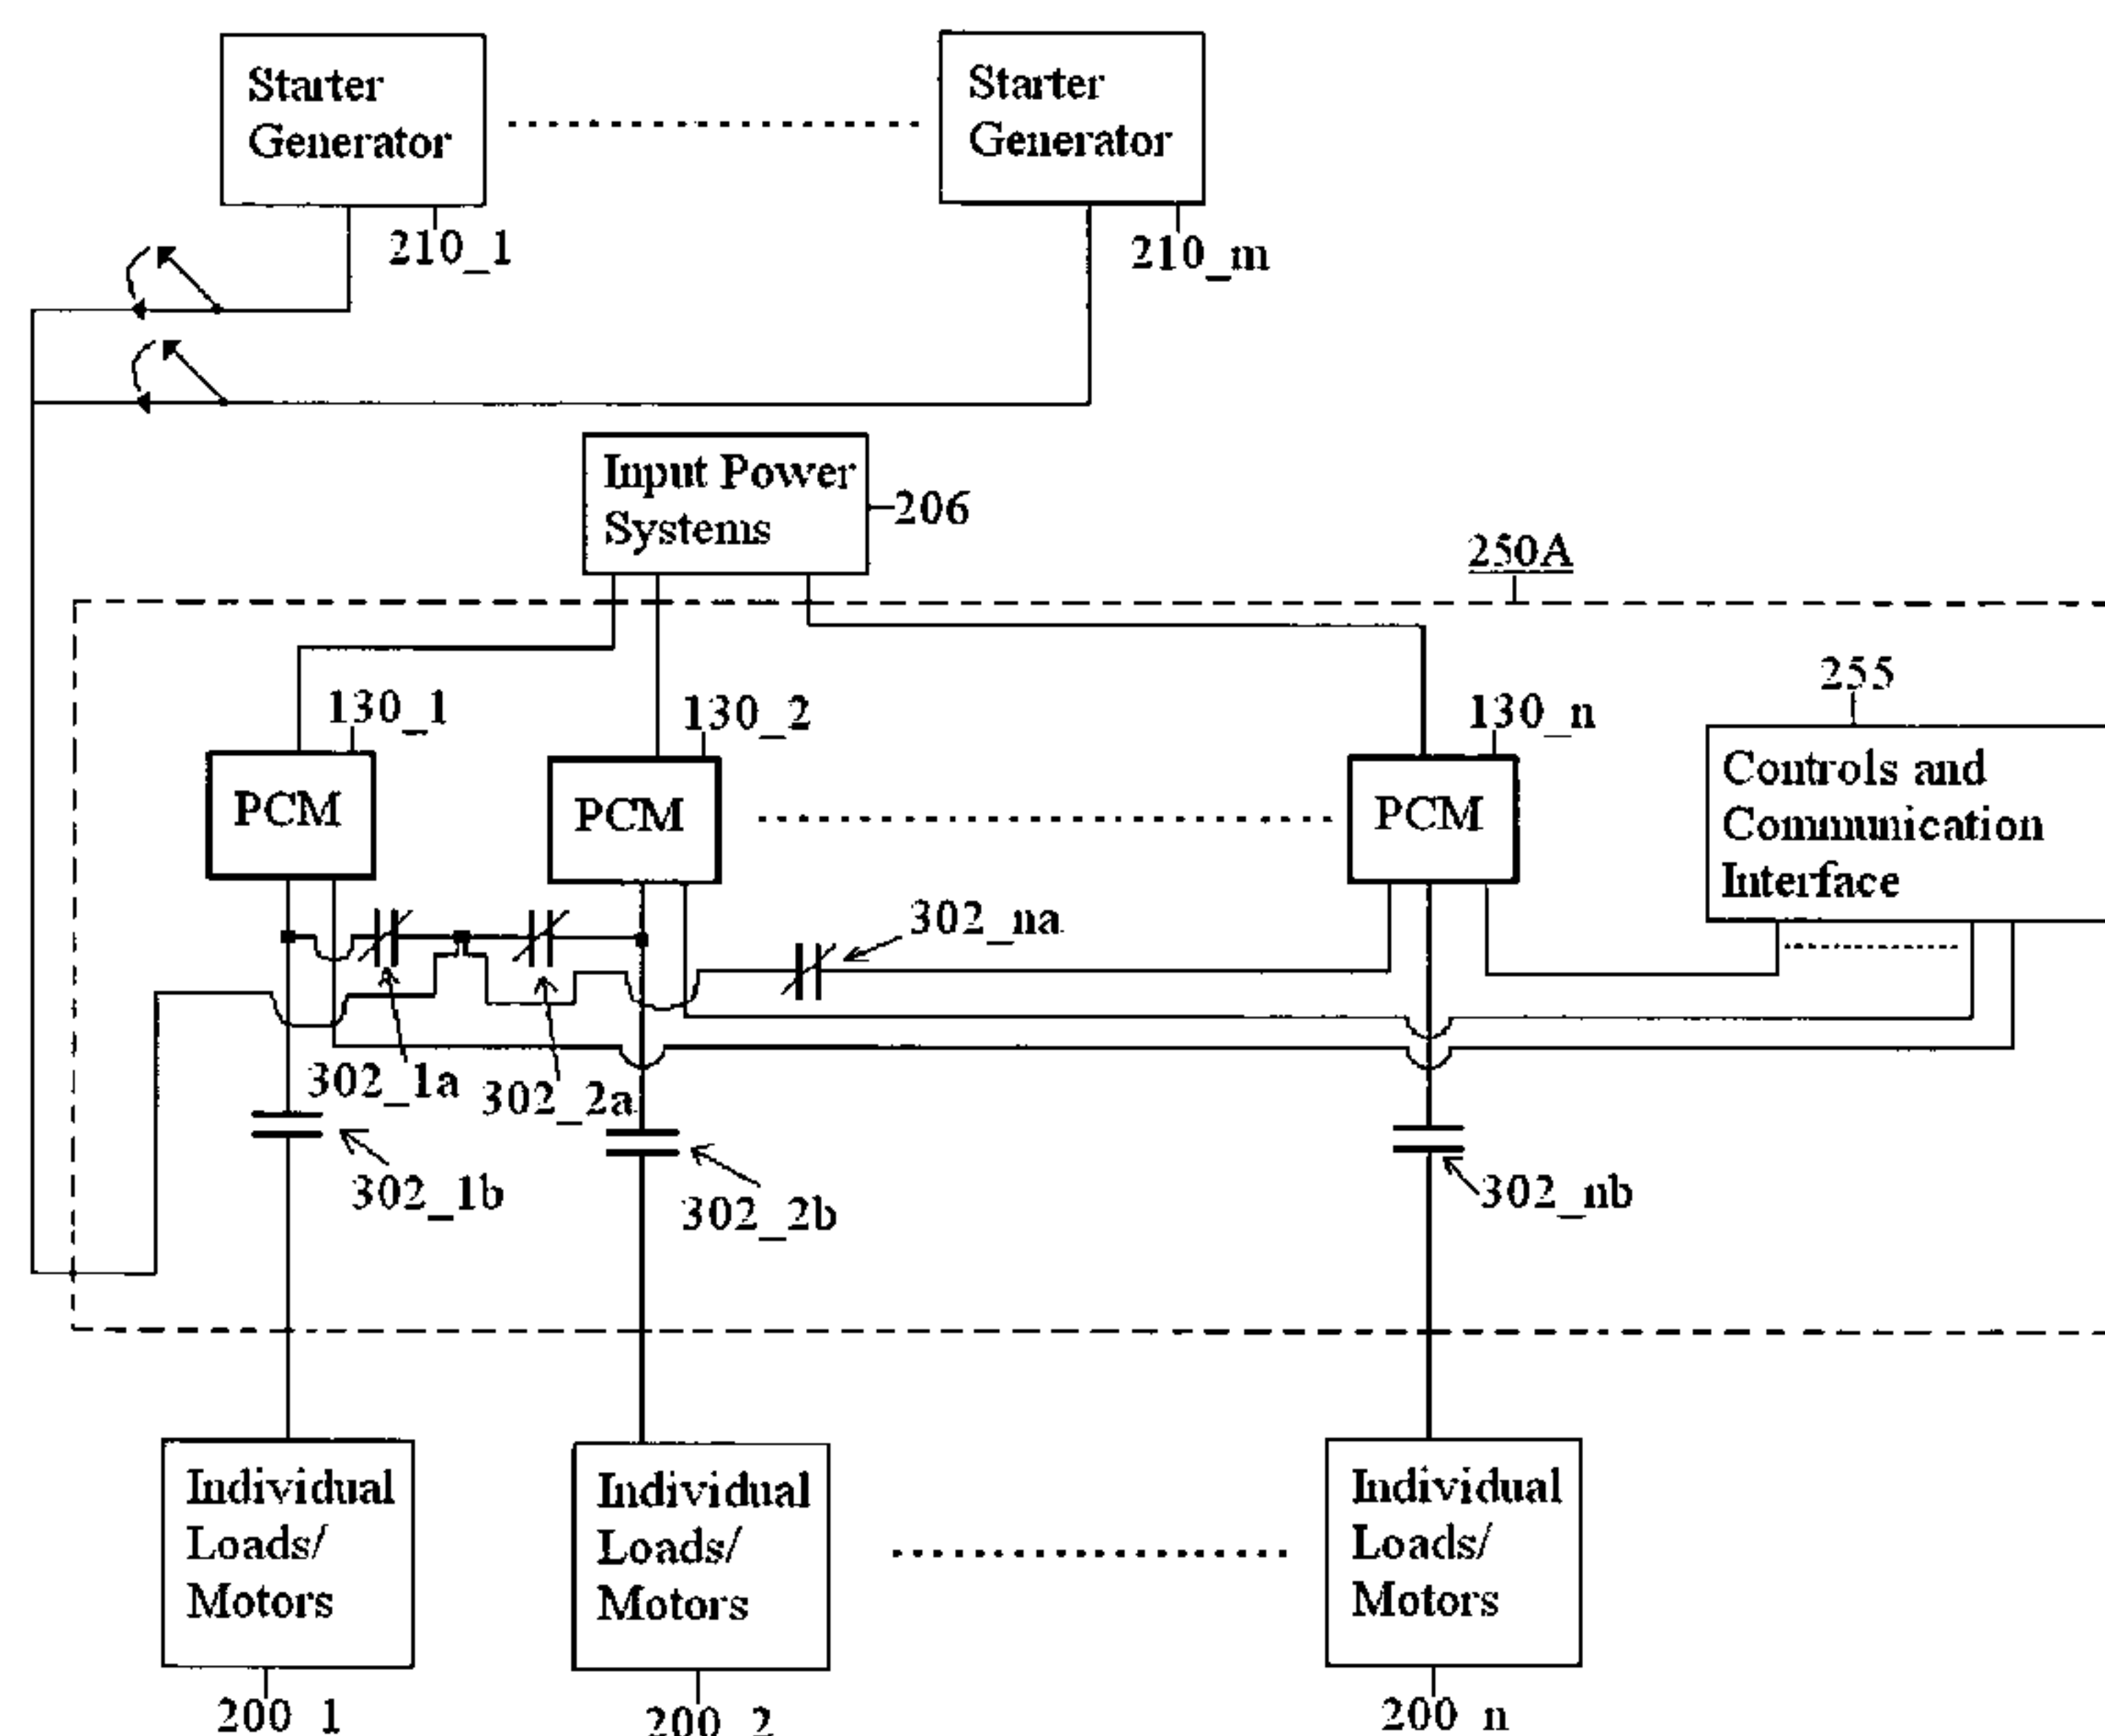 Starter
Generator
210_1
Starter
Generator
210_m
Input Power
Systems
206
250A
255
130_1
130_2
130_n
PCM
PCM
PCM
Controls and
Communication
Interface
302_na
302_1a
302_2a
302_1b
302_2b
302_nb
Individual
Loads/
Motors
Individual
Loads/
Motors
Individual
Loads/
Motors
200_1
200_2
200_n